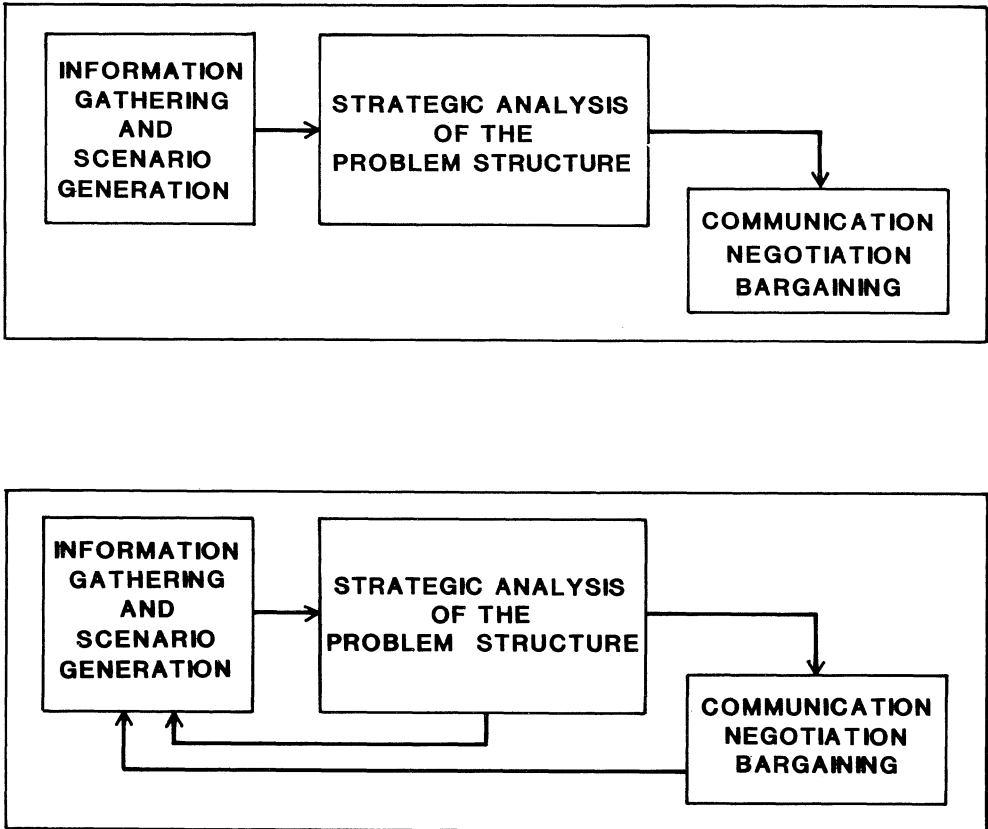 INFORMATION
GATHERING
AND
SCENARIO
GENERATION
STRATEGIC ANALYSIS
OF THE
PROBLEM STRUCTURE
COMMUNICATION
NEGOTIATION
BARGAINING
INFORMATION
GATHERING
AND
SCENARIO
GENERATION
STRATEGIC ANALYSIS
OF THE
PROBLEM STRUCTURE
COMMUNICATION
NEGOTIATION
BARGAINING